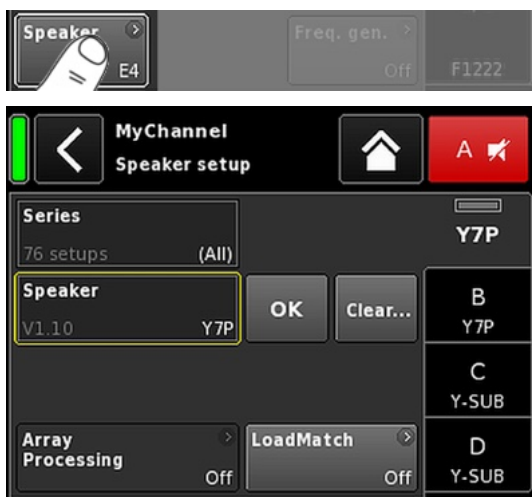 Speaker
E4
Freq. gen.
Off
F1222
MyChannel
Speaker setup
A
Series
76 setups (All)
Y7P
Speaker
V1.10 Y7P
OK
Clear...
B
Y7P
C
Y-SUB
Array
Processing
Off
LoadMatch
Off
D
Y-SUB